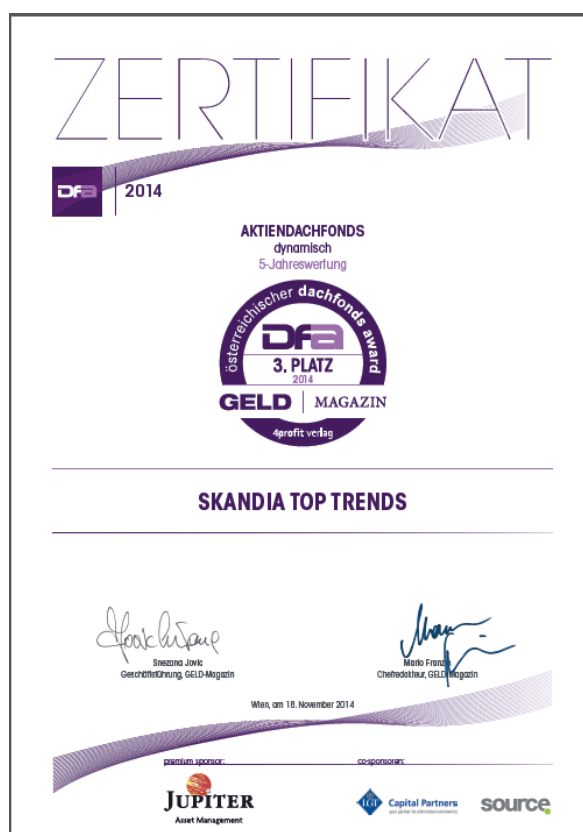 ZERTIFIKAT
Dfa
2014
AKTIENDACHFONDS
dynamisch
5-Jahreswertung
österreichischer dachfonds award
Dfa
3. PLATZ
2014
GELD | MAGAZIN
4profit verlag
SKANDIA TOP TRENDS
Snezana Jovic
Geschäftsführung, GELD-Magazin
Mario Franzin
Chefredakteur, GELD-Magazin
Wien, am 18. November 2014
premium sponsor:
co-sponsoren:
JUPITER
Asset Management
LGT
Capital Partners
source